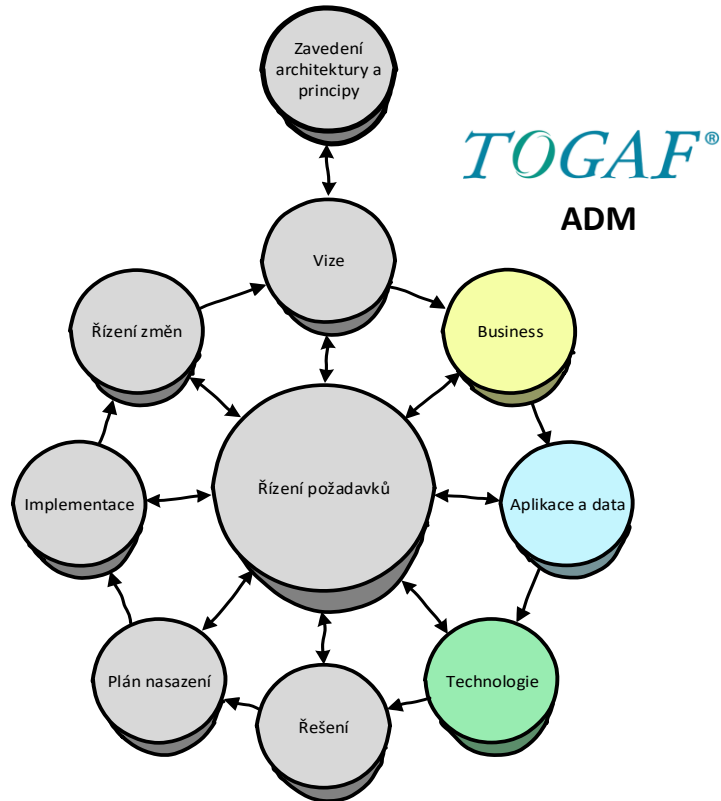 Zavedení
architektury a
principy
TOGAF®
ADM
Vize
Řízení změn
Business
Řízení požadavků
Implementace
Aplikace a data
Plán nasazení
Technologie
Řešení